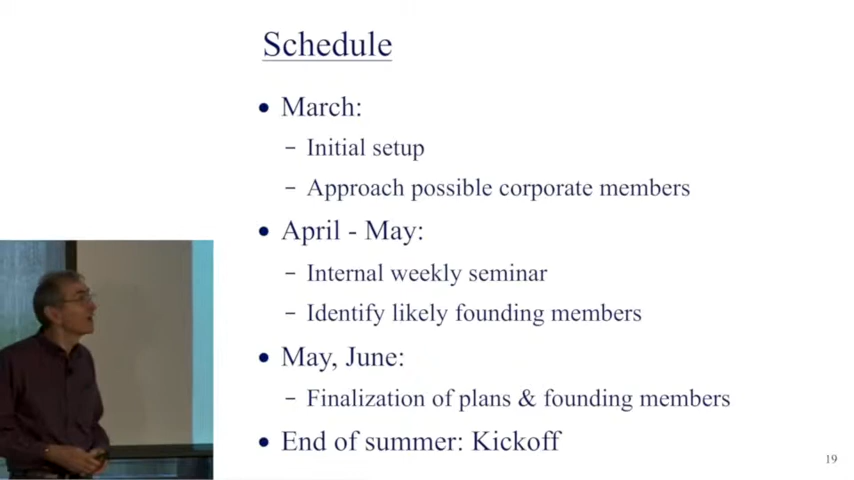 Schedule
• March:
– Initial setup
– Approach possible corporate members
• April - May:
– Internal weekly seminar
– Identify likely founding members
• May, June:
– Finalization of plans & founding members
• End of summer: Kickoff
19